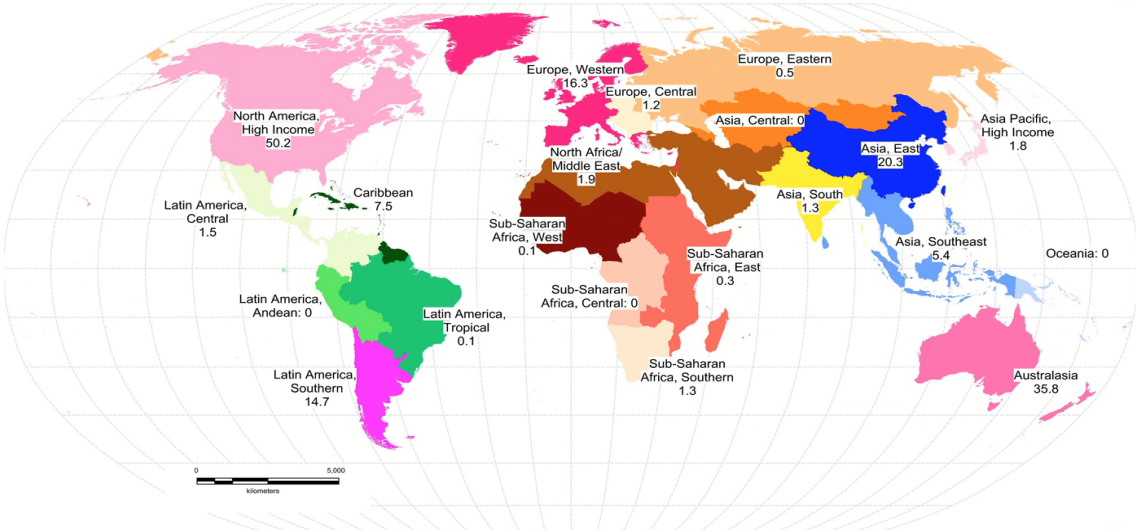 Europe, Western
16.3
Europe, Eastern
0.5
Europe, Central
1.2
North America,
High Income
50.2
Asia, Central: 0
Asia Pacific,
High Income
1.8
North Africa/
Middle East
1.9
Asia, East
20.3
Latin America,
Central
1.5
Caribbean
7.5
Asia, South
1.3
Sub-Saharan
Africa, West
0.1
Asia, Southeast
5.4
Oceania: 0
Sub-Saharan
Africa, East
0.3
Sub-Saharan
Africa, Central: 0
Latin America,
Andean: 0
Latin America,
Tropical
0.1
Sub-Saharan
Africa, Southern
1.3
Latin America,
Southern
14.7
Australasia
35.8
0 5,000
kilometers